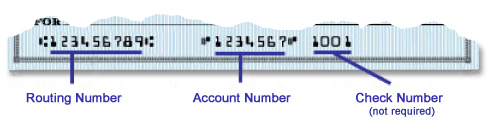 FOR
⑆123456789⑆ ⑈1234567⑈ 1001
Routing Number Account Number Check Number
(not required)